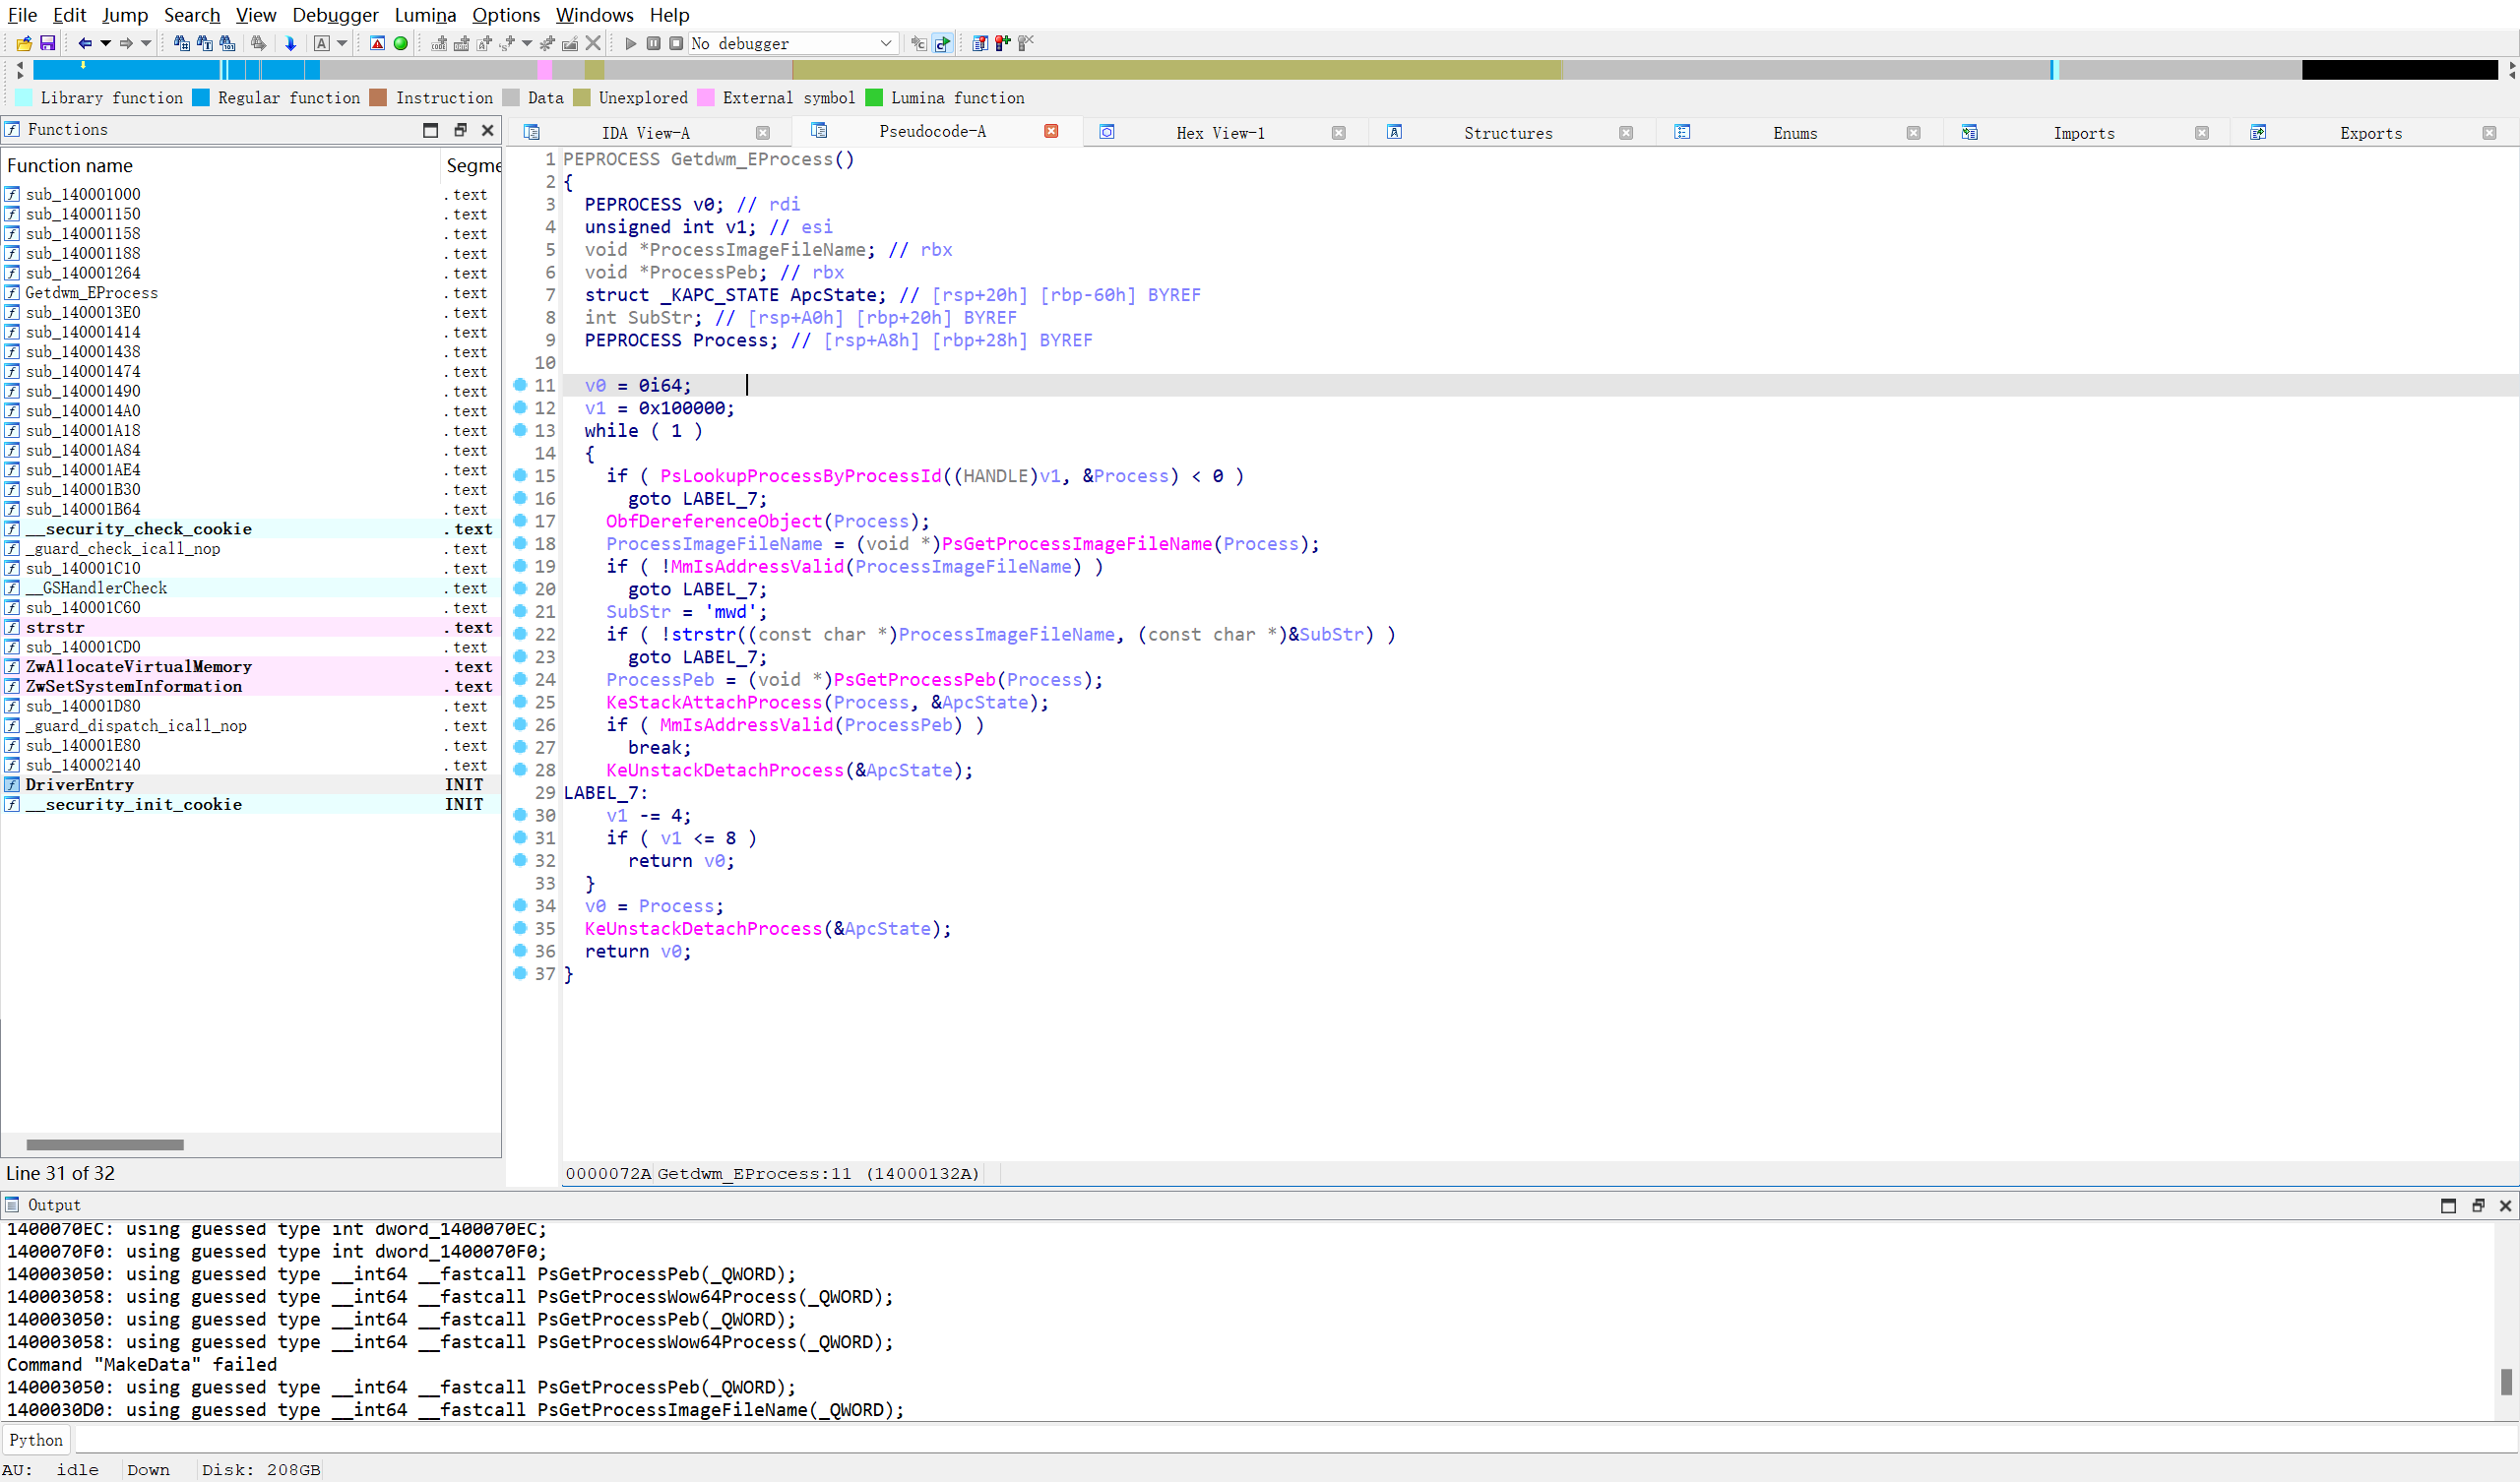 File Edit Jump Search View Debugger Lumina Options Windows Help
No debugger
Library function Regular function Instruction Data Unexplored External symbol Lumina function
Functions
Function name Segme
sub_140001000 .text
sub_140001150 .text
sub_140001158 .text
sub_140001188 .text
sub_140001264 .text
Getdwm_EProcess .text
sub_1400013E0 .text
sub_140001414 .text
sub_140001438 .text
sub_140001474 .text
sub_140001490 .text
sub_1400014A0 .text
sub_140001A18 .text
sub_140001A84 .text
sub_140001AE4 .text
sub_140001B30 .text
sub_140001B64 .text
__security_check_cookie .text
_guard_check_icall_nop .text
sub_140001C10 .text
__GSHandlerCheck .text
sub_140001C60 .text
strstr .text
sub_140001CD0 .text
ZwAllocateVirtualMemory .text
ZwSetSystemInformation .text
sub_140001D80 .text
_guard_dispatch_icall_nop .text
sub_140001E80 .text
sub_140002140 .text
DriverEntry INIT
__security_init_cookie INIT
Line 31 of 32
IDA View-A Pseudocode-A Hex View-1 Structures Enums Imports Exports
1 PEPROCESS Getdwm_EProcess()
2 {
3 PEPROCESS v0; // rdi
4 unsigned int v1; // esi
5 void *ProcessImageFileName; // rbx
6 void *ProcessPeb; // rbx
7 struct _KAPC_STATE ApcState; // [rsp+20h] [rbp-60h] BYREF
8 int SubStr; // [rsp+A0h] [rbp+20h] BYREF
9 PEPROCESS Process; // [rsp+A8h] [rbp+28h] BYREF
10
11 v0 = 0i64;
12 v1 = 0x100000;
13 while ( 1 )
14 {
15 if ( PsLookupProcessByProcessId((HANDLE)v1, &Process) < 0 )
16 goto LABEL_7;
17 ObfDereferenceObject(Process);
18 ProcessImageFileName = (void *)PsGetProcessImageFileName(Process);
19 if ( !MmIsAddressValid(ProcessImageFileName) )
20 goto LABEL_7;
21 SubStr = 'mwd';
22 if ( !strstr((const char *)ProcessImageFileName, (const char *)&SubStr) )
23 goto LABEL_7;
24 ProcessPeb = (void *)PsGetProcessPeb(Process);
25 KeStackAttachProcess(Process, &ApcState);
26 if ( MmIsAddressValid(ProcessPeb) )
27 break;
28 KeUnstackDetachProcess(&ApcState);
29 LABEL_7:
30 v1 -= 4;
31 if ( v1 <= 8 )
32 return v0;
33 }
34 v0 = Process;
35 KeUnstackDetachProcess(&ApcState);
36 return v0;
37 }
0000072A Getdwm_EProcess:11 (14000132A)
Output
1400070EC: using guessed type int dword_1400070EC;
1400070F0: using guessed type int dword_1400070F0;
140003050: using guessed type __int64 __fastcall PsGetProcessPeb(_QWORD);
140003058: using guessed type __int64 __fastcall PsGetProcessWow64Process(_QWORD);
140003050: using guessed type __int64 __fastcall PsGetProcessPeb(_QWORD);
140003058: using guessed type __int64 __fastcall PsGetProcessWow64Process(_QWORD);
Command "MakeData" failed
140003050: using guessed type __int64 __fastcall PsGetProcessPeb(_QWORD);
1400030D0: using guessed type __int64 __fastcall PsGetProcessImageFileName(_QWORD);
Python
AU: idle Down Disk: 208GB